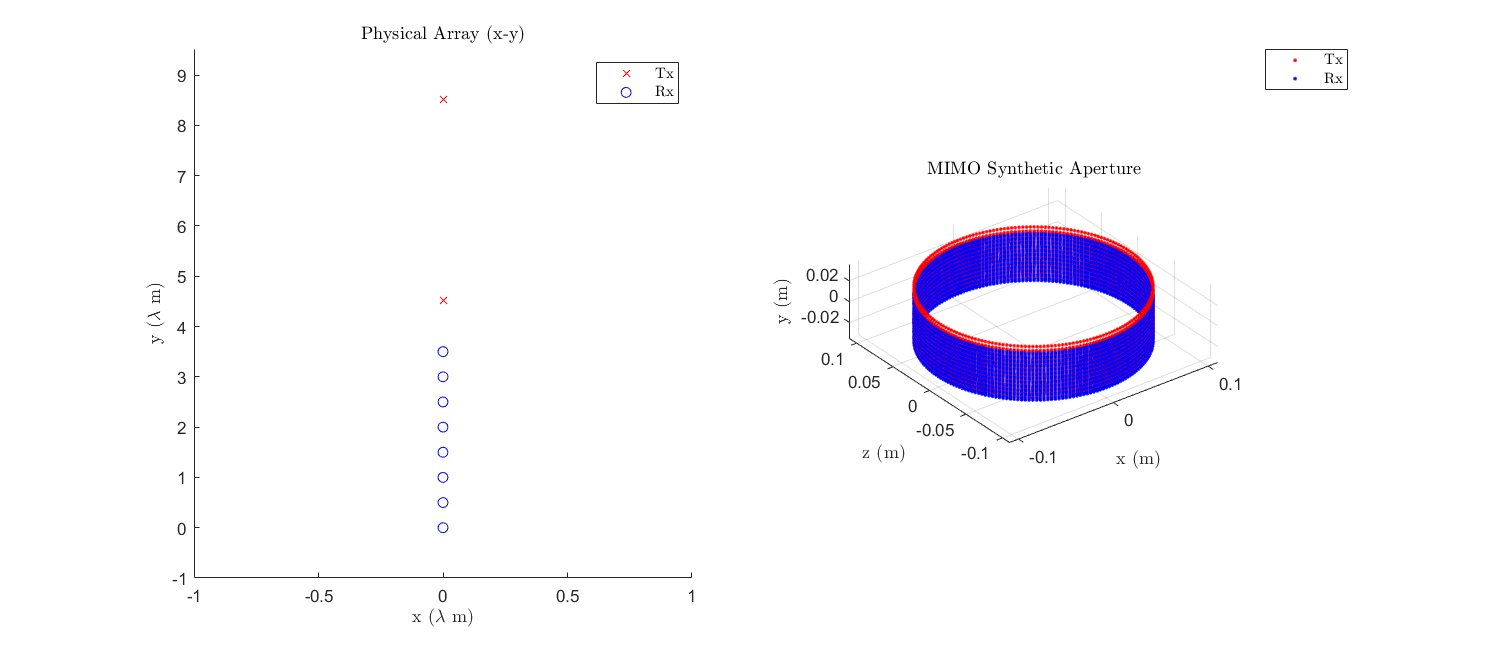 Physical Array (x-y)
Tx
Rx
9
8
7
6
5
4
3
2
1
0
-1
y (λ m)
-1
-0.5
0
0.5
1
x (λ m)
Tx
Rx
MIMO Synthetic Aperture
0.02
0
-0.02
y (m)
0.1
0.05
0
-0.05
-0.1
z (m)
-0.1
0
0.1
x (m)